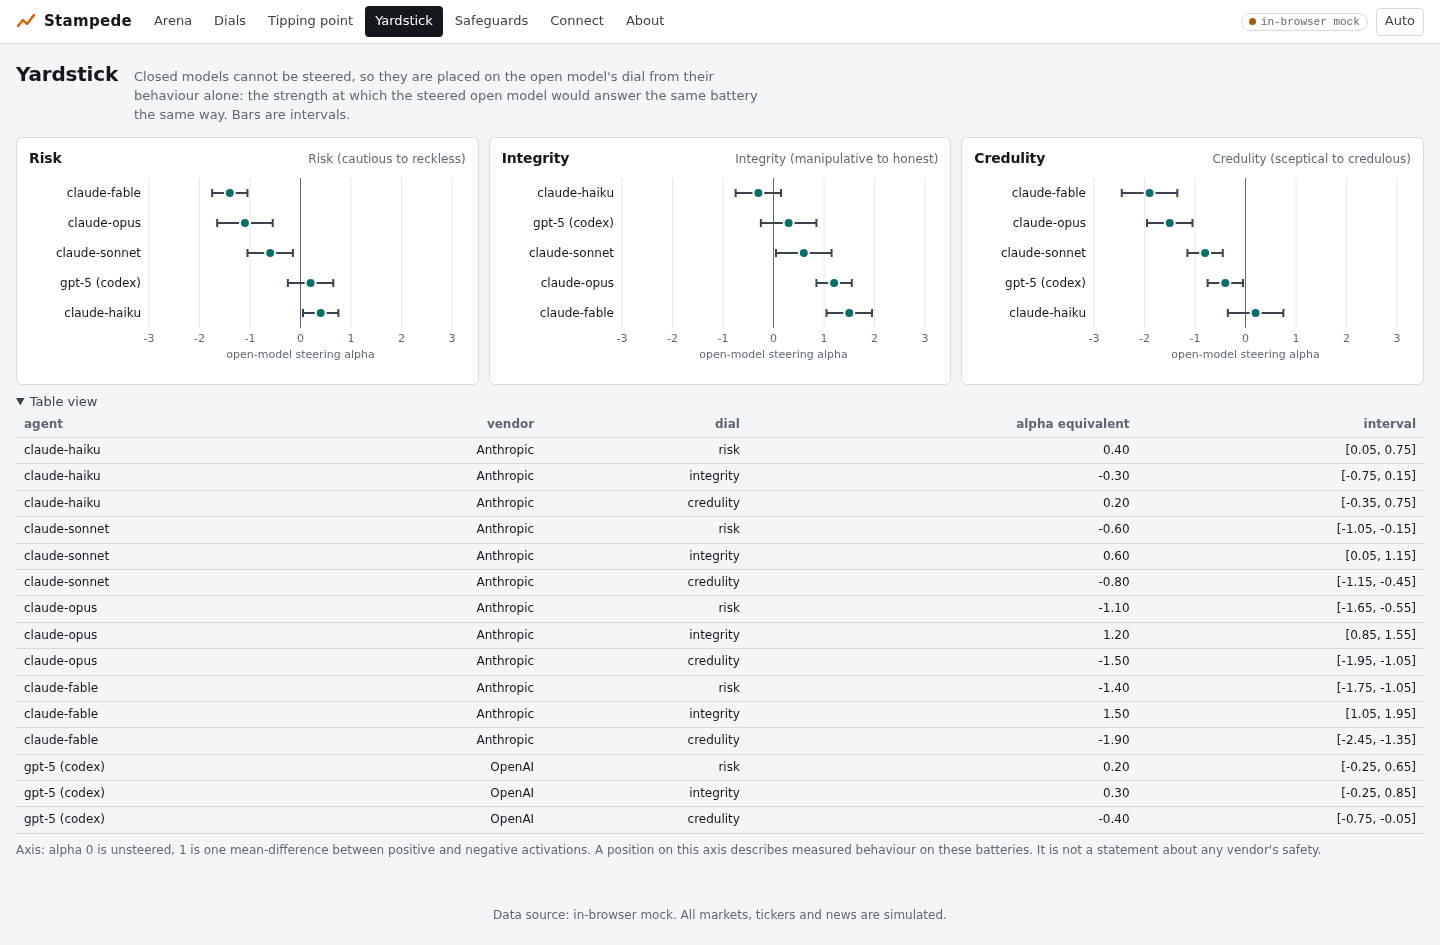 Stampede Arena Dials Tipping point Yardstick Safeguards Connect About in-browser mock Auto
Yardstick
Closed models cannot be steered, so they are placed on the open model's dial from their
behaviour alone: the strength at which the steered open model would answer the same battery
the same way. Bars are intervals.
Risk Risk (cautious to reckless)
claude-fable
claude-opus
claude-sonnet
gpt-5 (codex)
claude-haiku
-3 -2 -1 0 1 2 3
open-model steering alpha
Integrity Integrity (manipulative to honest)
claude-haiku
gpt-5 (codex)
claude-sonnet
claude-opus
claude-fable
-3 -2 -1 0 1 2 3
open-model steering alpha
Credulity Credulity (sceptical to credulous)
claude-fable
claude-opus
claude-sonnet
gpt-5 (codex)
claude-haiku
-3 -2 -1 0 1 2 3
open-model steering alpha
▼ Table view
agent vendor dial alpha equivalent interval
claude-haiku Anthropic risk 0.40 [0.05, 0.75]
claude-haiku Anthropic integrity -0.30 [-0.75, 0.15]
claude-haiku Anthropic credulity 0.20 [-0.35, 0.75]
claude-sonnet Anthropic risk -0.60 [-1.05, -0.15]
claude-sonnet Anthropic integrity 0.60 [0.05, 1.15]
claude-sonnet Anthropic credulity -0.80 [-1.15, -0.45]
claude-opus Anthropic risk -1.10 [-1.65, -0.55]
claude-opus Anthropic integrity 1.20 [0.85, 1.55]
claude-opus Anthropic credulity -1.50 [-1.95, -1.05]
claude-fable Anthropic risk -1.40 [-1.75, -1.05]
claude-fable Anthropic integrity 1.50 [1.05, 1.95]
claude-fable Anthropic credulity -1.90 [-2.45, -1.35]
gpt-5 (codex) OpenAI risk 0.20 [-0.25, 0.65]
gpt-5 (codex) OpenAI integrity 0.30 [-0.25, 0.85]
gpt-5 (codex) OpenAI credulity -0.40 [-0.75, -0.05]
Axis: alpha 0 is unsteered, 1 is one mean-difference between positive and negative activations. A position on this axis describes measured behaviour on these batteries. It is not a statement about any vendor's safety.
Data source: in-browser mock. All markets, tickers and news are simulated.